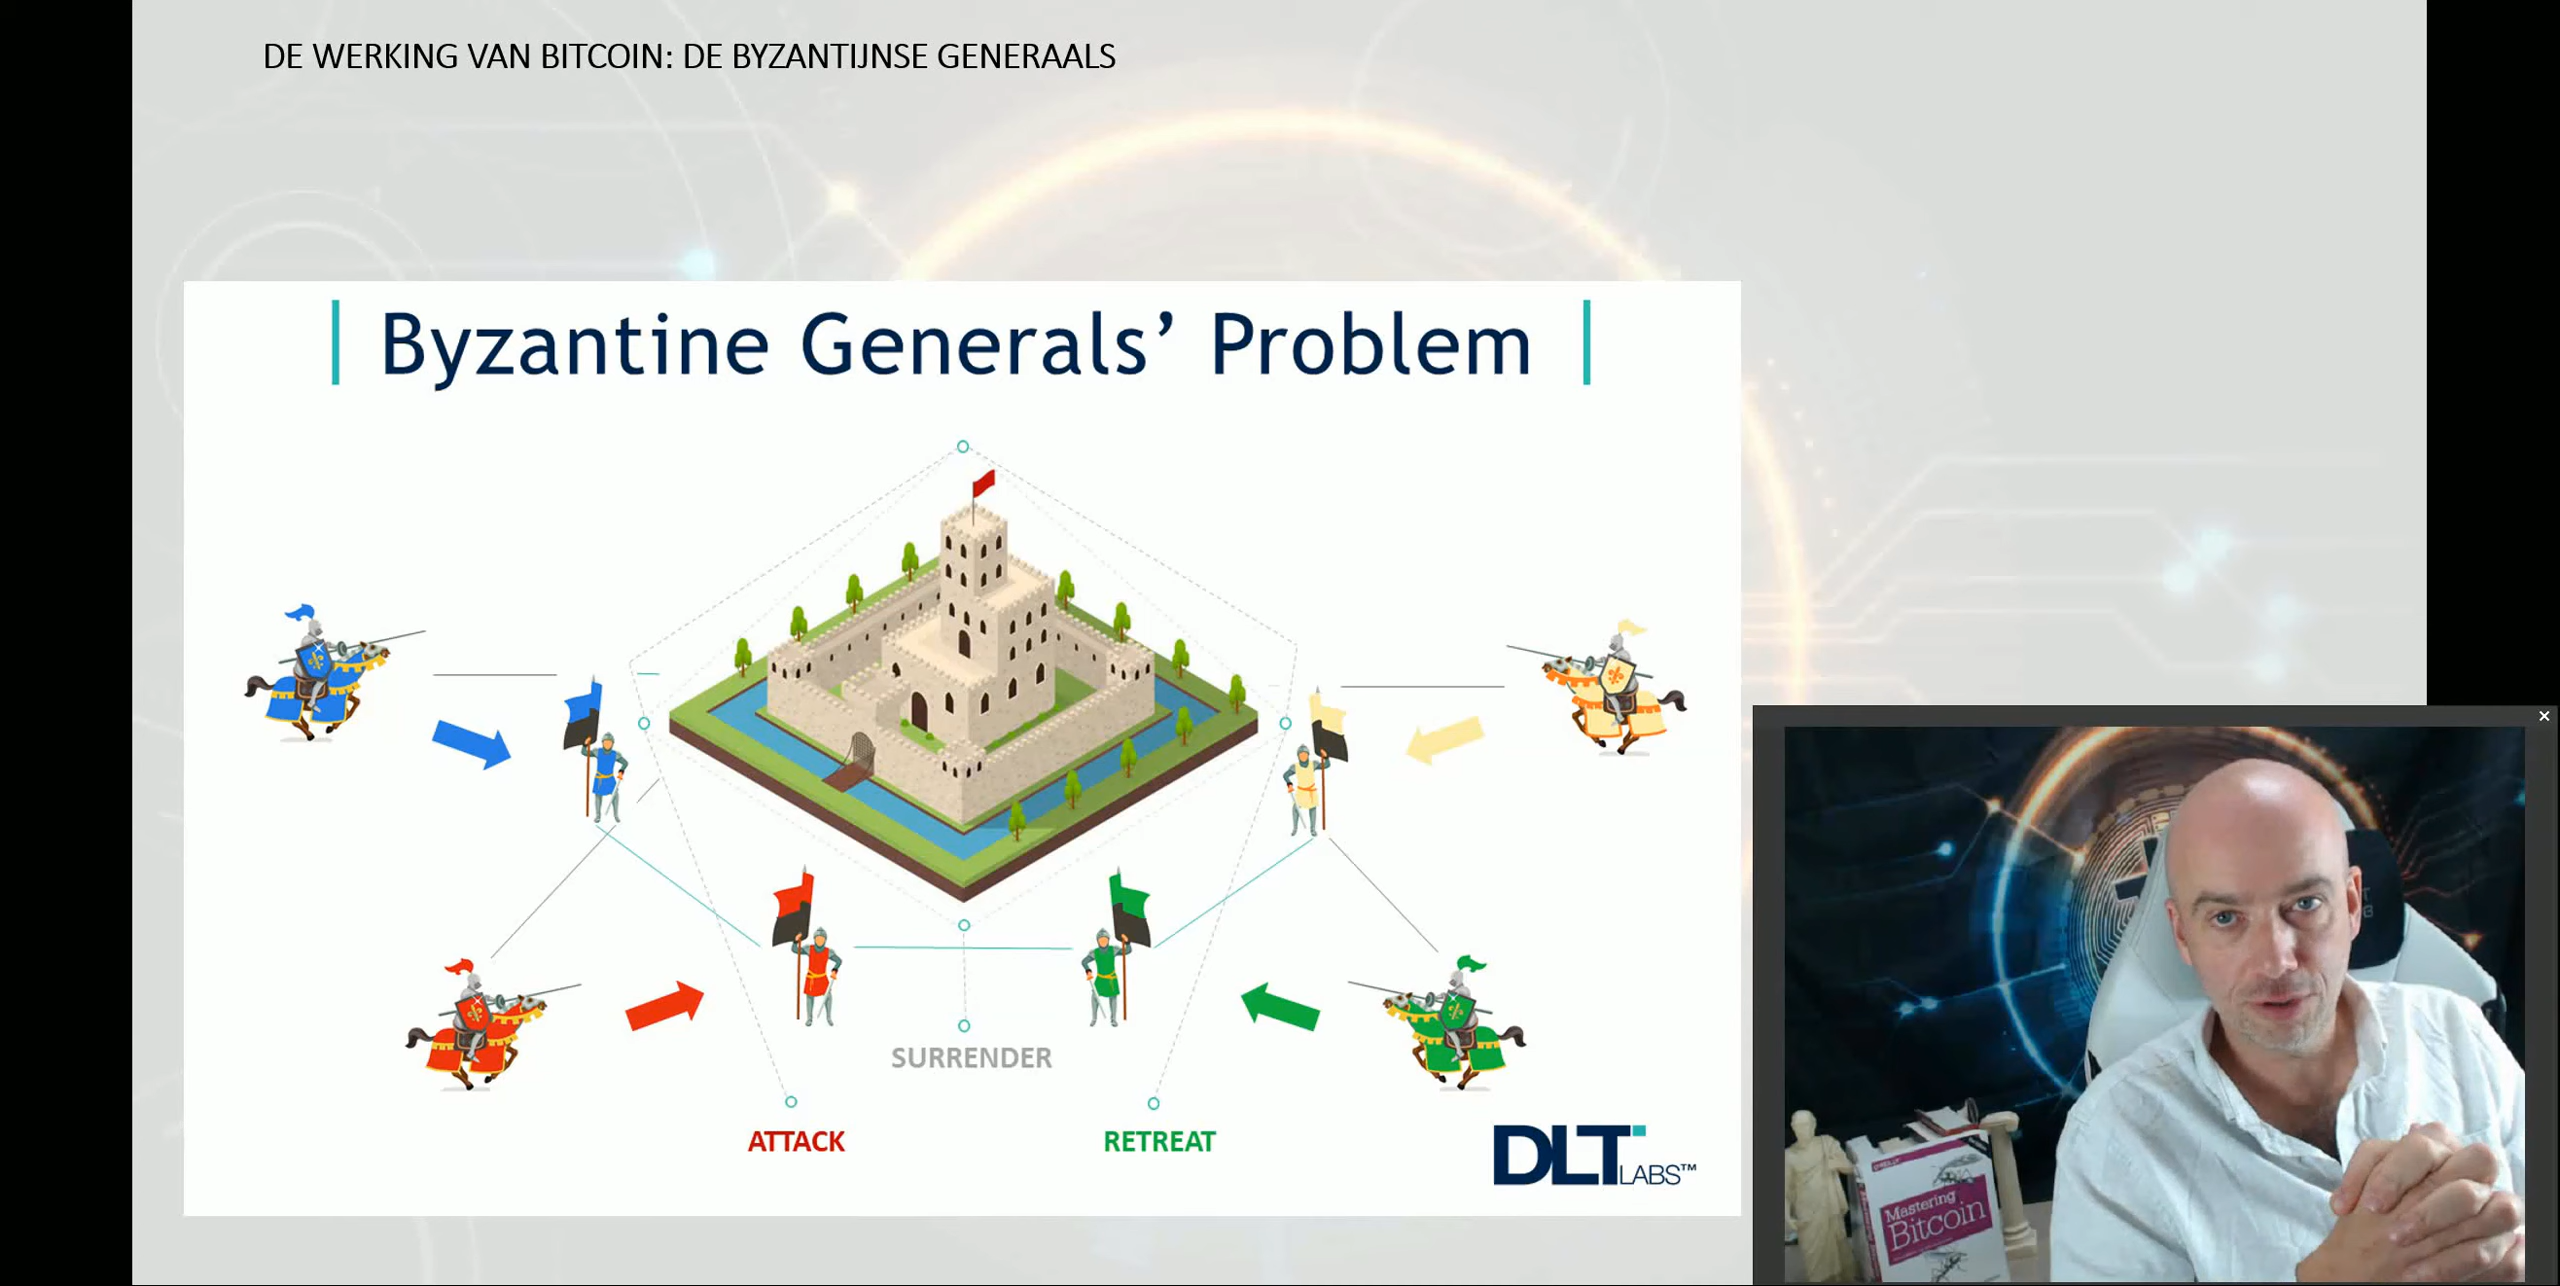 DE WERKING VAN BITCOIN: DE BYZANTIJNSE GENERAALS
Byzantine Generals’ Problem
SURRENDER
ATTACK
RETREAT
DLT LABS™
Mastering
Bitcoin